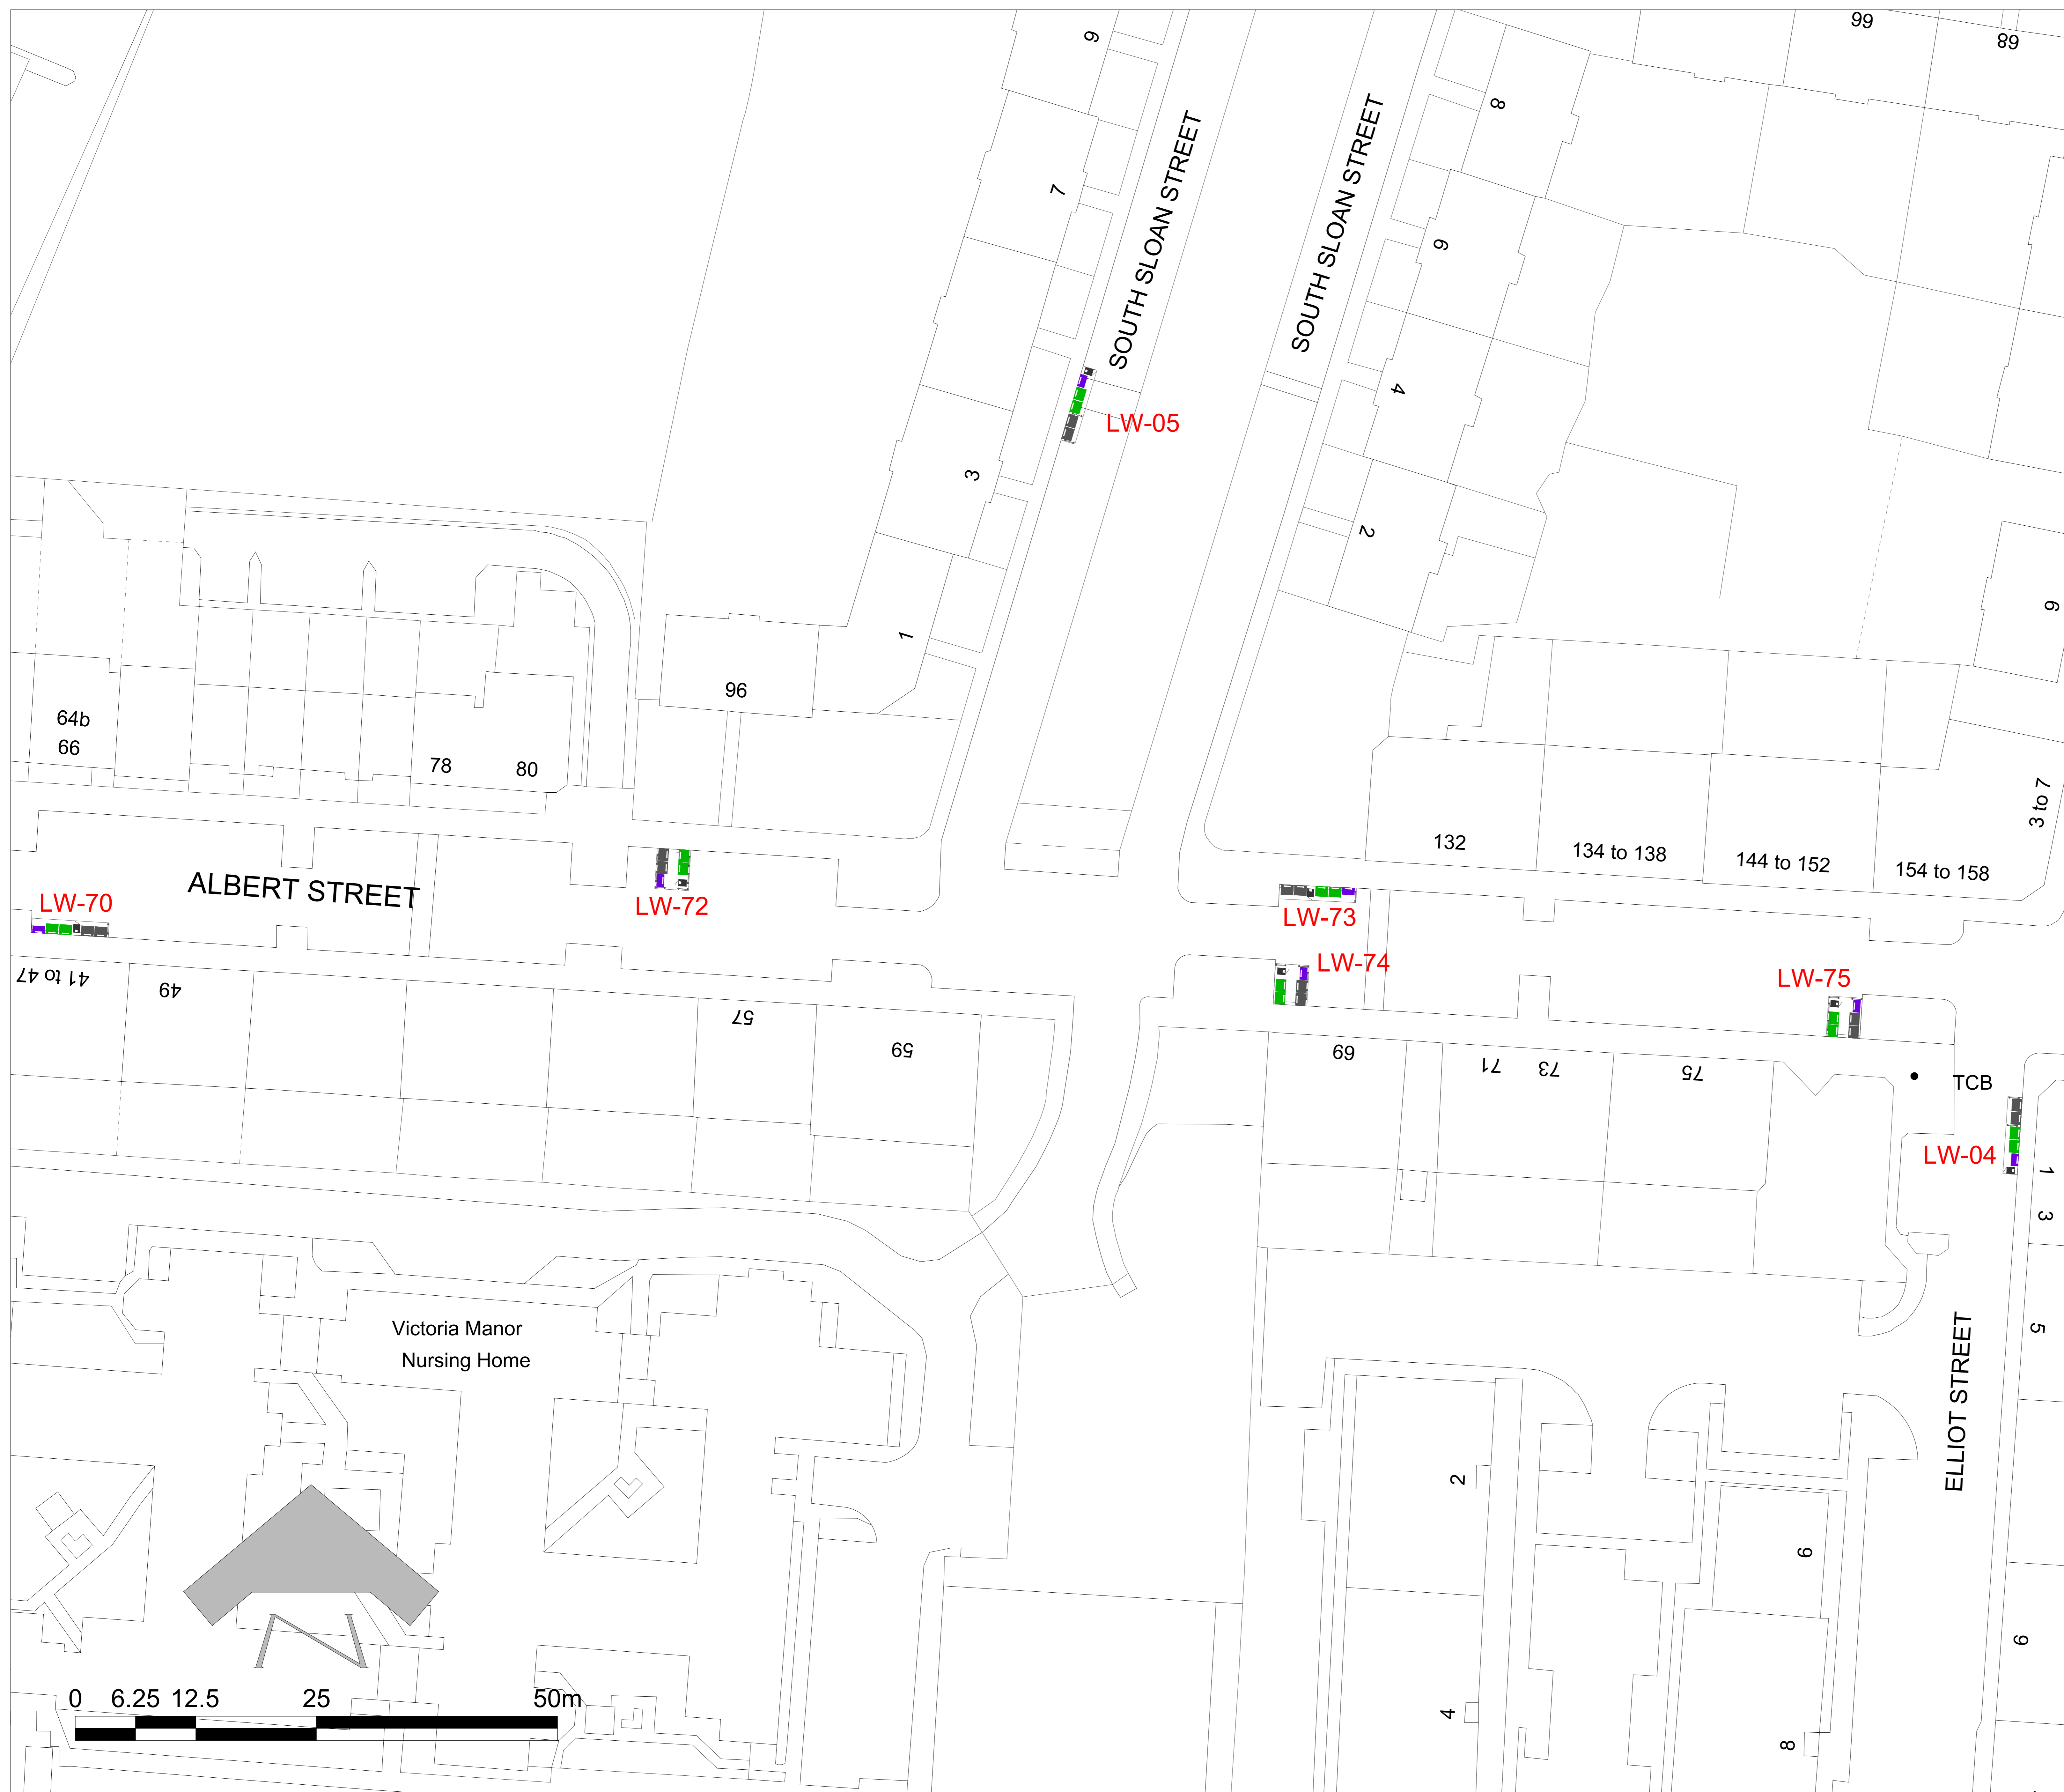 66
68
9
8
SOUTH SLOAN STREET
SOUTH SLOAN STREET
7
6
4
LW-05
3
2
6
1
96
64b
66
78
80
3 to 7
132
134 to 138
144 to 152
154 to 158
ALBERT STREET
LW-70
LW-72
LW-73
LW-74
LW-75
41 to 47
49
57
59
69
71
73
75
TCB
LW-04
1
3
5
Victoria Manor
Nursing Home
ELLIOT STREET
2
6
9
4
8
N
0 6.25 12.5 25 50m